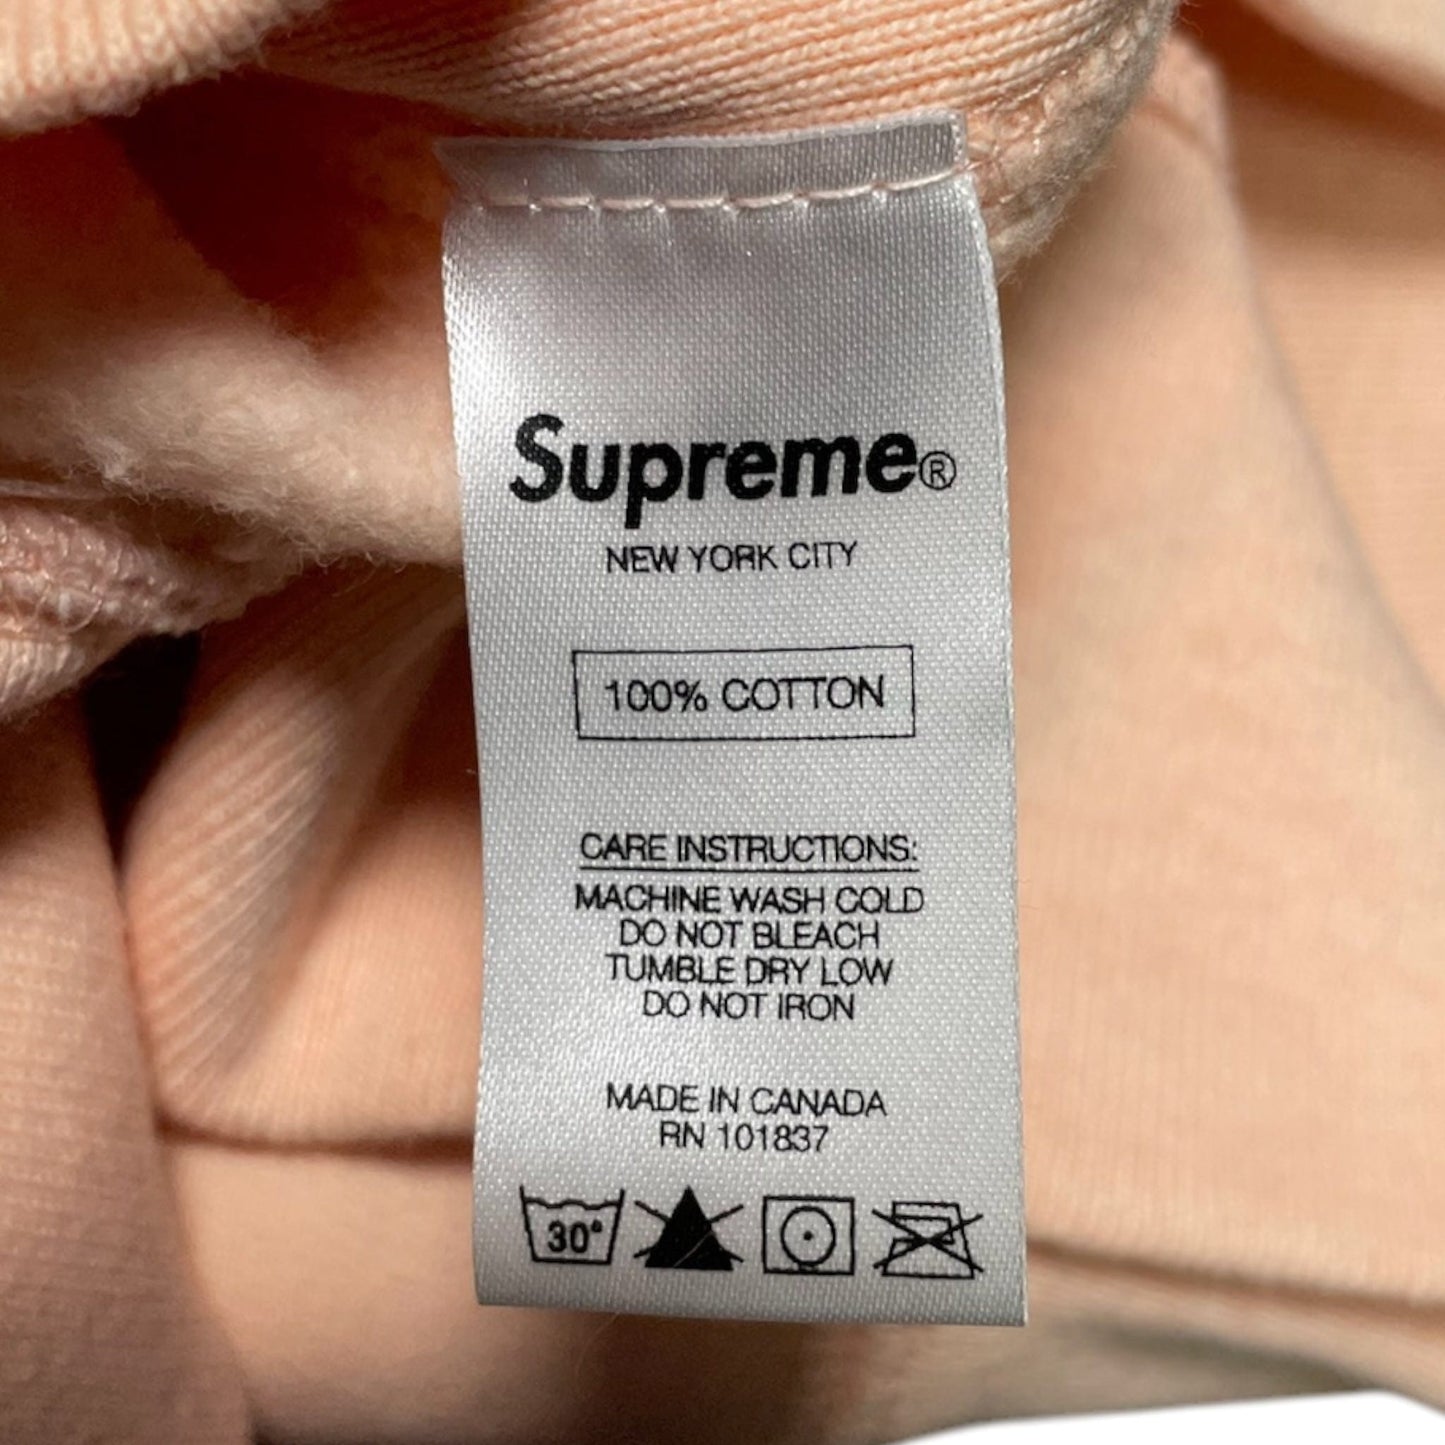 Supreme®
NEW YORK CITY
100% COTTON
CARE INSTRUCTIONS:
MACHINE WASH COLD
DO NOT BLEACH
TUMBLE DRY LOW
DO NOT IRON
MADE IN CANADA
RN 101837
30°